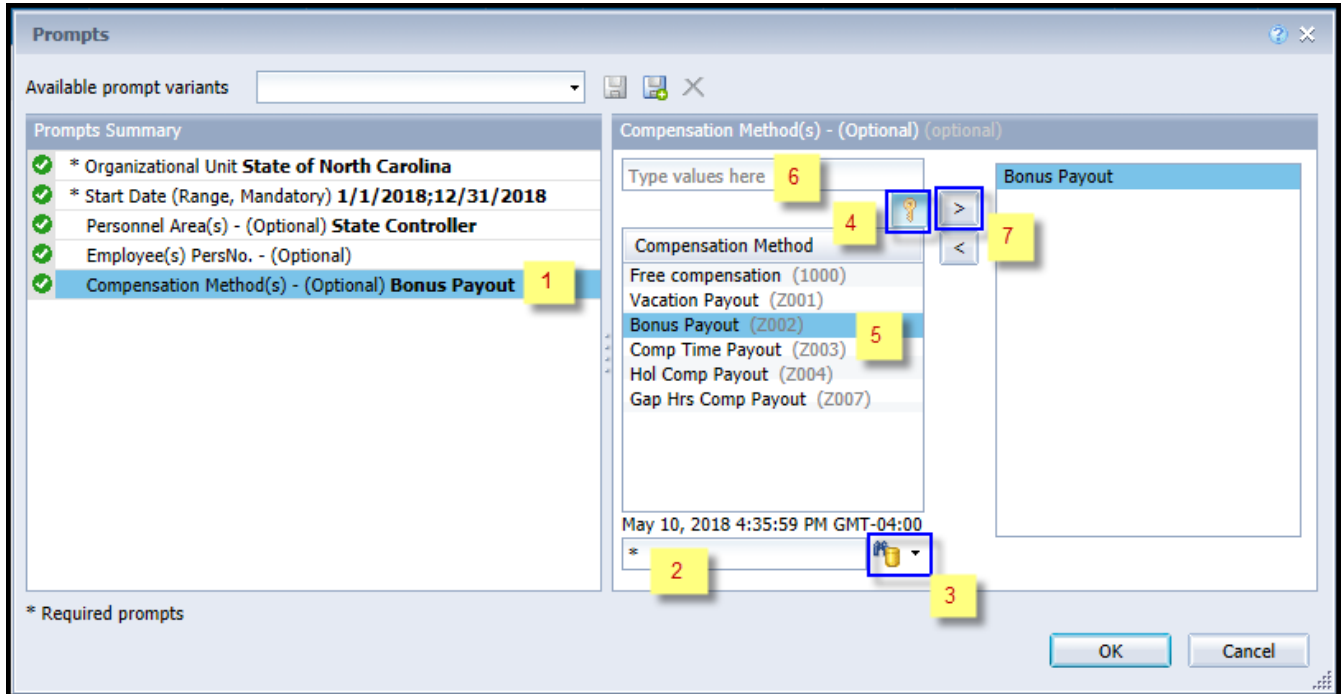 Prompts
Available prompt variants
Prompts Summary
* Organizational Unit State of North Carolina
* Start Date (Range, Mandatory) 1/1/2018;12/31/2018
Personnel Area(s) - (Optional) State Controller
Employee(s) PersNo. - (Optional)
Compensation Method(s) - (Optional) Bonus Payout 1
Compensation Method(s) - (Optional) (optional)
Type values here 6
4
>
7
<
Compensation Method
Free compensation (1000)
Vacation Payout (Z001)
Bonus Payout (Z002)
5
Comp Time Payout (Z003)
Hol Comp Payout (Z004)
Gap Hrs Comp Payout (Z007)
May 10, 2018 4:35:59 PM GMT-04:00
* 2
3
Bonus Payout
* Required prompts
OK Cancel